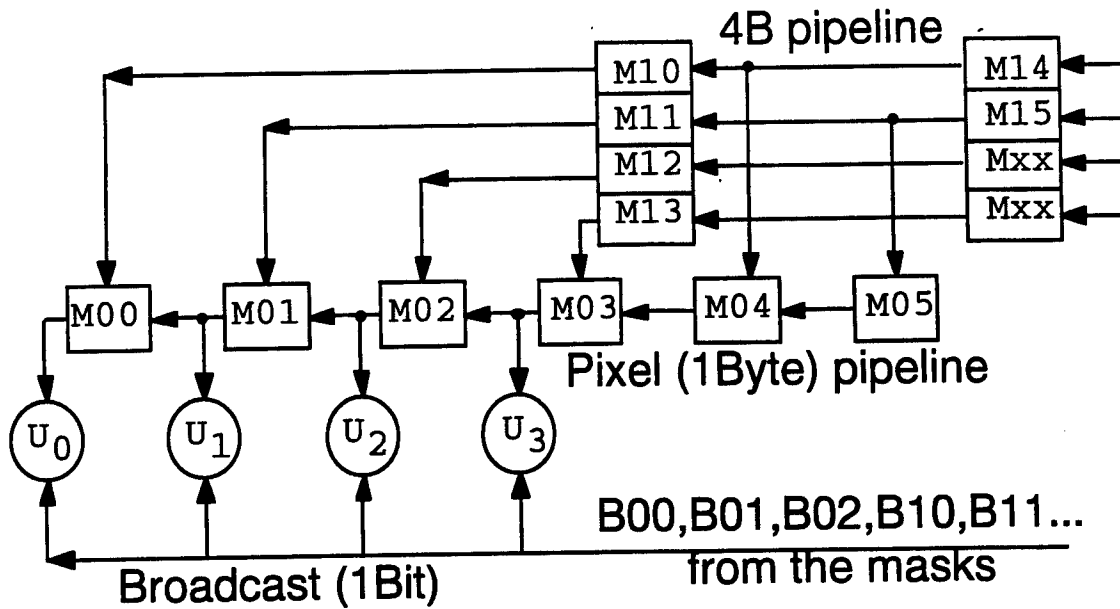 4B pipeline
M10
M14
M11
M15
M12
Mxx
M13
Mxx
M00
M01
M02
M03
M04
M05
Pixel (1Byte) pipeline
U0
U1
U2
U3
B00,B01,B02,B10,B11...
from the masks
Broadcast (1Bit)